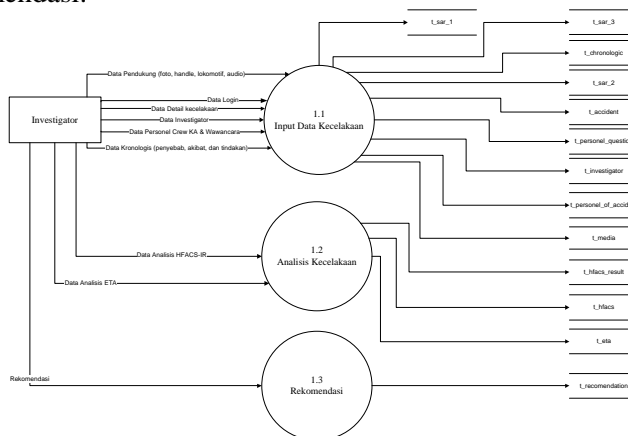 t_sar_1
t_sar_3
t_chronologic
t_sar_2
t_accident
t_investigator
t_media
t_hfacs_result
t_hfacs
t_eta
t_recomendation
Investigator
Data Pendukung (foto, handle, lokomotif, audio)
Data Login
Data Detail kecelakaan
Data Investigator
Data Personel Crew KA & Wawancara
Data Kronologis (penyebab, akibat, dan tindakan)
1.1
Input Data Kecelakaan
Data Analisis HFACS-IR
Data Analisis ETA
1.2
Analisis Kecelakaan
Rekomendasi
1.3
Rekomendasi